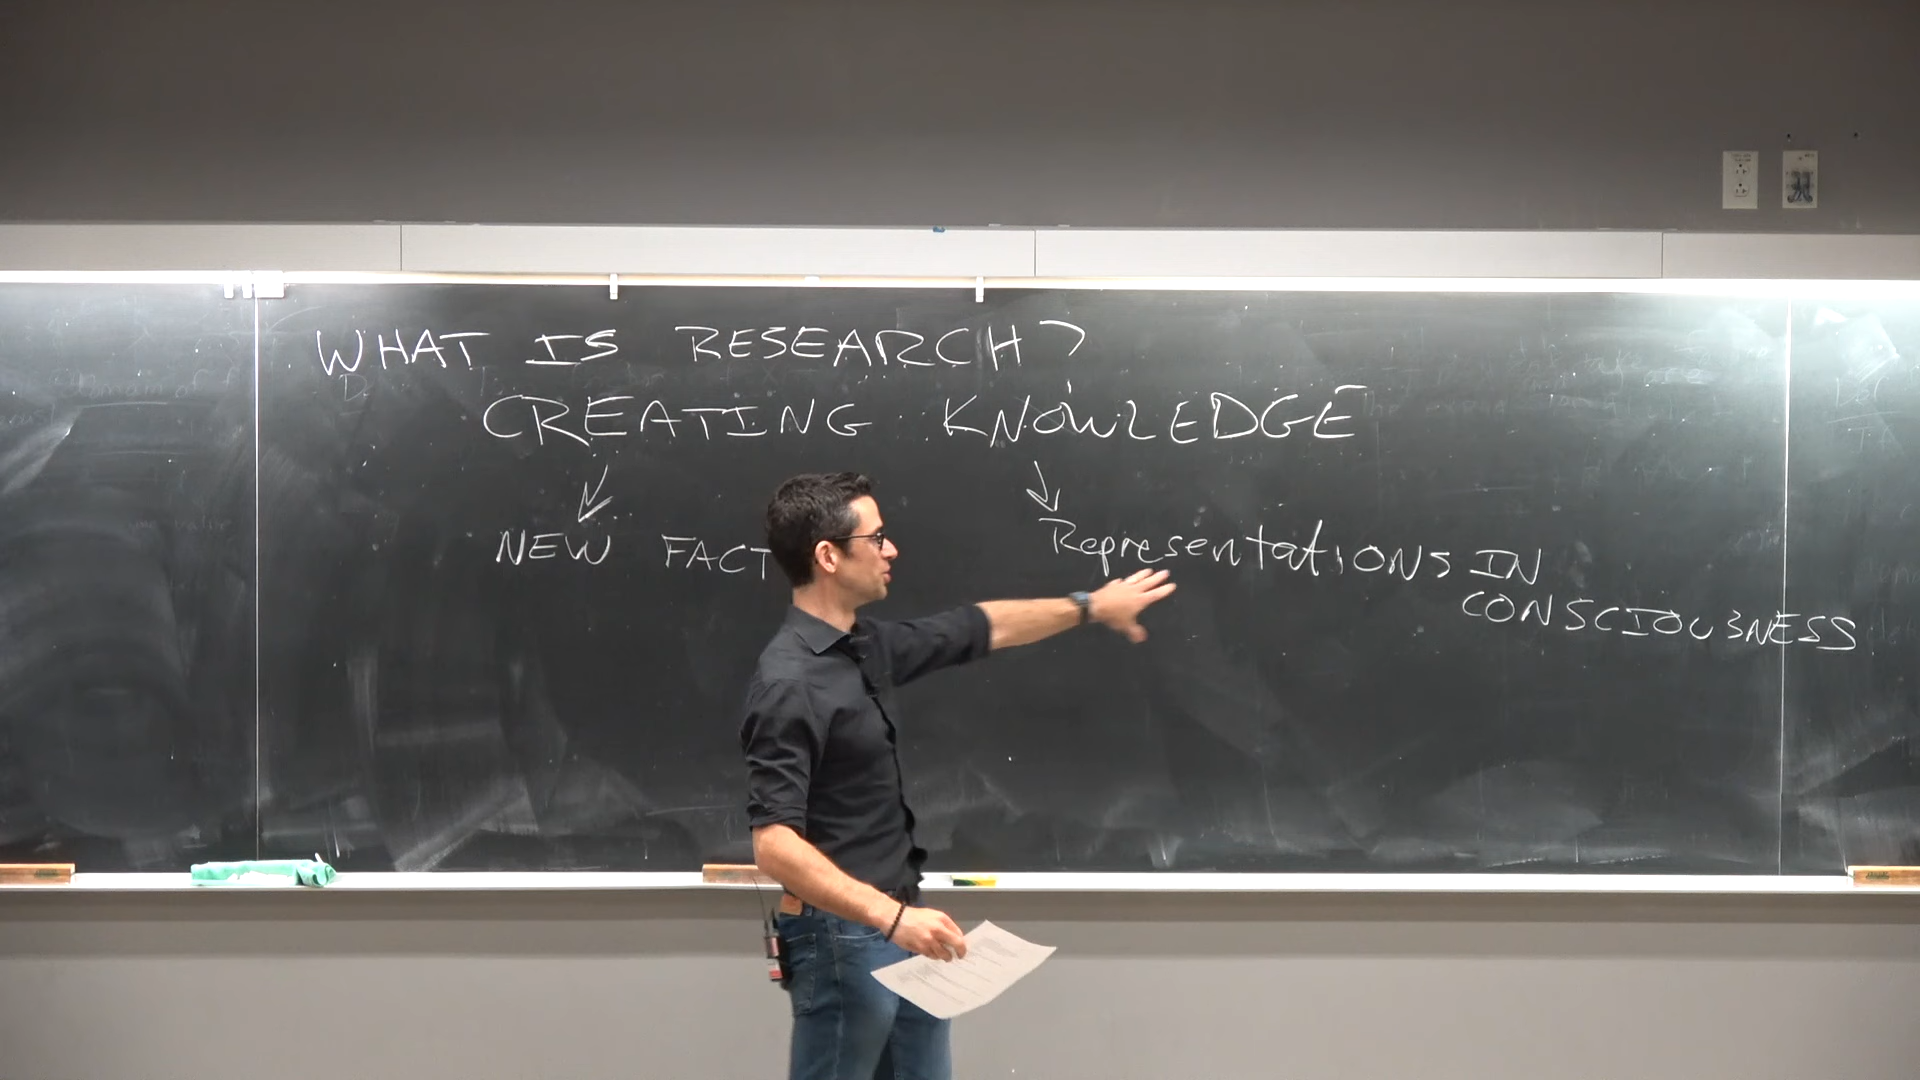 WHAT IS RESEARCH?
CREATING KNOWLEDGE
NEW FACT
Representations IN
CONSCIOUSNESS